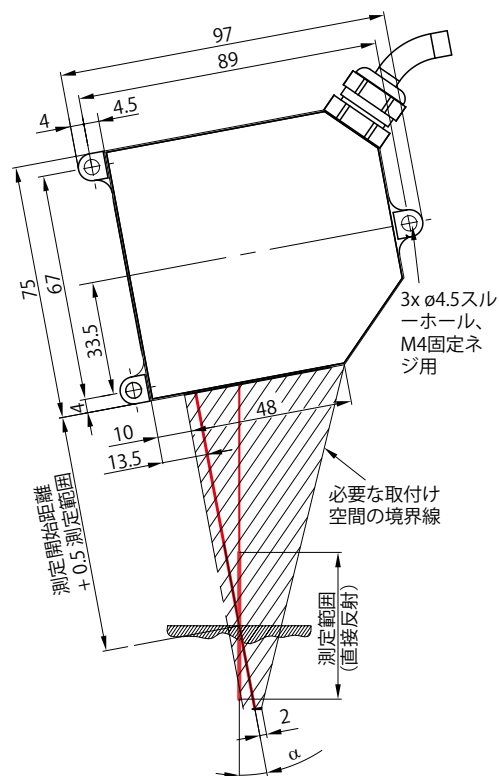 97
89
4
4.5
75
67
33.5
4
3x ø4.5スル
ーホール、
M4固定ネ
ジ用
10
48
13.5
必要な取付け
空間の境界線
測定開始距離
+ 0.5 測定範囲
測定範囲
(直接反射)
2
α